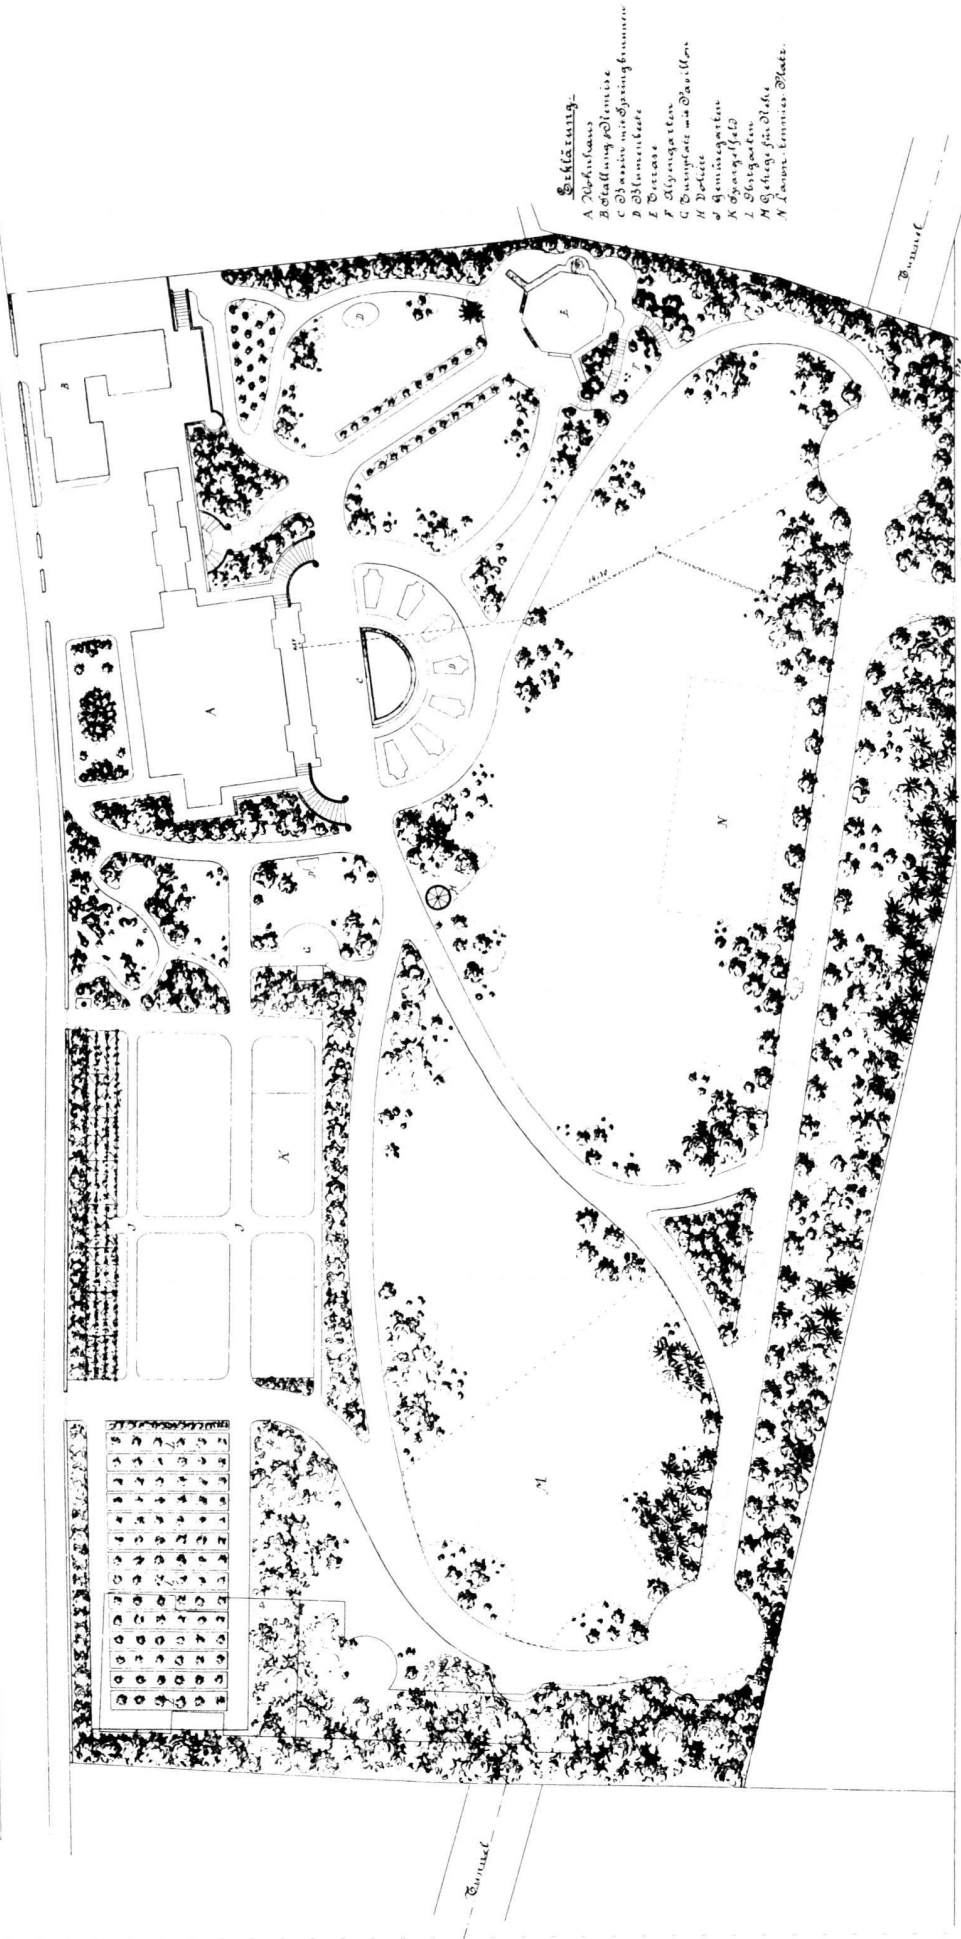 Erklärung.
A Wohnhaus
B Stallung & Remise
C Bassin mit Springbrunnen
D Blumenbeete
E Terrasse
F Alpengarten
G Turnplatz mit Pavillon
H Volière
J Gemüsegarten
K Spargelfeld
L Obstgarten
M Gehege für Rehe
N Lawn-tennis-Platz.
Tunnel
B
D
E
F
A
C
D
N
H
G
K
J
J
L
L
L
M
Tunnel